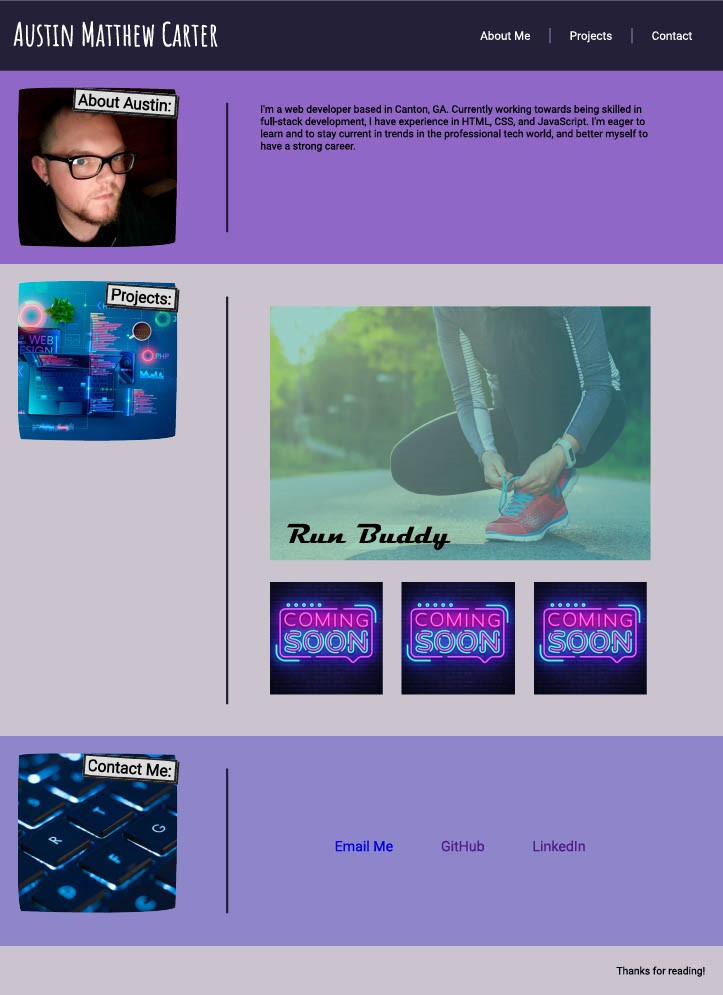 Austin Matthew Carter
About Me
Projects
Contact
About Austin:
I'm a web developer based in Canton, GA. Currently working towards being skilled in
full-stack development, I have experience in HTML, CSS, and JavaScript. I'm eager to
learn and to stay current in trends in the professional tech world, and better myself to
have a strong career.
Projects:
WEB
PHP
Run Buddy
COMING
SOON
COMING
SOON
COMING
SOON
Contact Me:
R
T
G
F
D
Email Me
GitHub
LinkedIn
Thanks for reading!